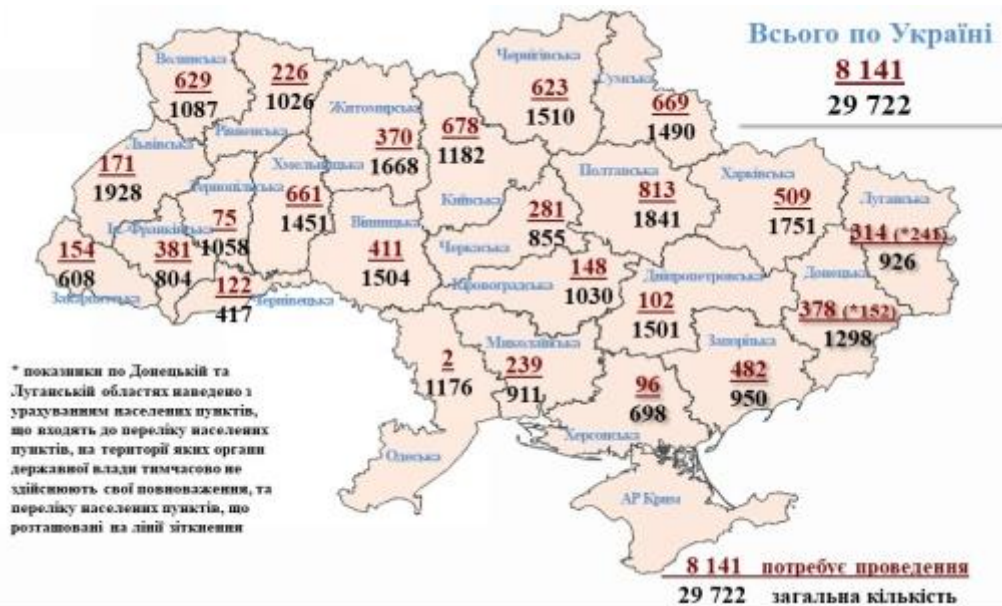 Всього по Україні
8 141
29 722
Волинська
629
1087
226
1026
Рівненська
Житомирська
370
1668
678
1182
Київська
Чернігівська
623
1510
Сумська
669
1490
Львівська
171
1928
Тернопільська
75
1058
Хмельницька
661
1451
Вінницька
411
1504
Черкаська
281
855
Полтавська
813
1841
Харківська
509
1751
Луганська
314 (*241)
926
154
608
Закарпатська
Ів-Франківська
381
804
122
417
Чернівецька
Кіровоградська
148
1030
Дніпропетровська
102
1501
Донецька
378 (*152)
1298
2
1176
Одеська
Миколаївська
239
911
96
698
Херсонська
Запорізька
482
950
АР Крим
* показники по Донецькій та
Луганській областях наведено з
урахуванням населених пунктів,
що входять до переліку населених
пунктів, на території яких органи
державної влади тимчасово не
здійснюють свої повноваження, та
переліку населених пунктів, що
розташовані на лінії зіткнення
8 141 потребує проведення
29 722 загальна кількість